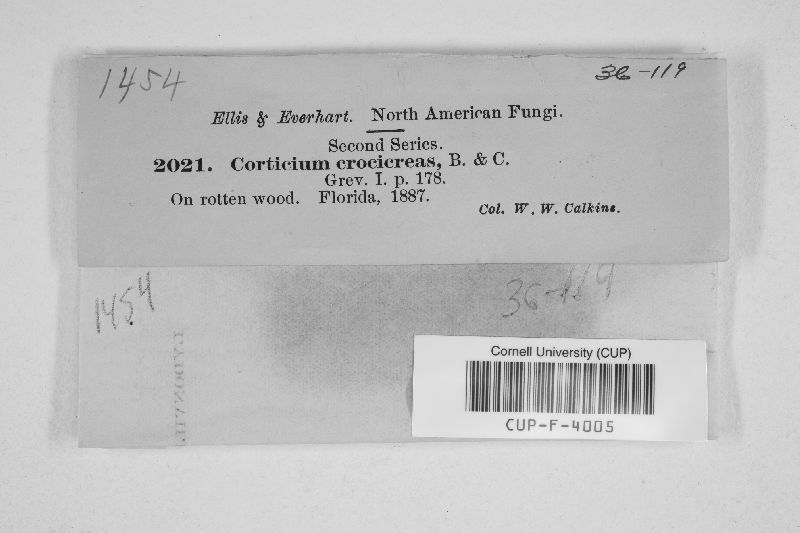 1454
36-119
Ellis & Everhart. North American Fungi.
Second Series.
2021. Corticium crocicreas, B. & C.
Grev. I. p. 178.
On rotten wood. Florida, 1887.
Col. W. W. Calkins.
1454
36-119
Cornell University (CUP)
CUP-F-4005